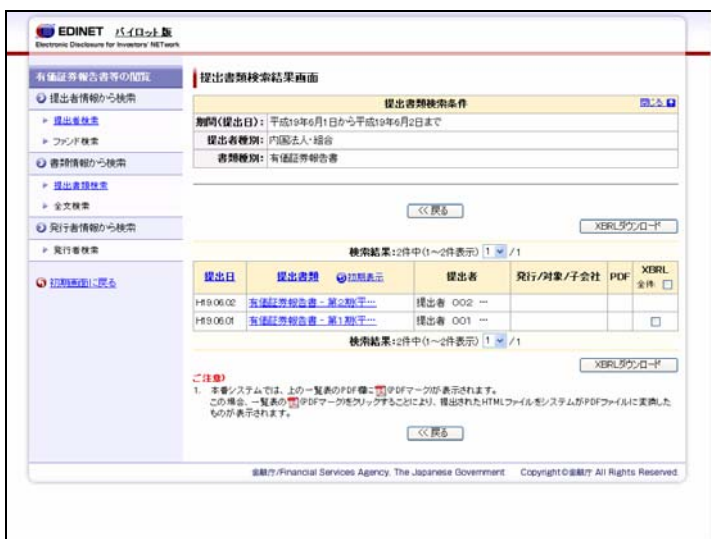 EDINET パイロット版
Electronic Disclosure for Investors' NETwork
有価証券報告書等の閲覧
提出者情報から検索
提出者検索
ファンド検索
書類情報から検索
提出書類検索
全文検索
発行者情報から検索
発行者検索
初期画面に戻る
提出書類検索結果画面
提出書類検索条件 閉じる
期間(提出日): 平成19年6月1日から平成19年6月2日まで
提出者種別: 内国法人・組合
書類種別: 有価証券報告書
<< 戻る
XBRLダウンロード
検索結果:2件中(1~2件表示) 1 /1
提出日 提出書類 初期表示 提出者 発行/対象/子会社 PDF XBRL 全件:
H19.06.02 有価証券報告書 - 第2期(平… 提出者 002 …
H19.06.01 有価証券報告書 - 第1期(平… 提出者 001 …
検索結果:2件中(1~2件表示) 1 /1
XBRLダウンロード
ご注意)
1. 本番システムでは、上の一覧表のPDF欄に (PDFマーク)が表示されます。
この場合、一覧表の (PDFマーク)をクリックすることにより、提出されたHTMLファイルをシステムがPDFファイルに変換した
ものが表示されます。
<< 戻る
金融庁/Financial Services Agency, The Japanese Government Copyright©金融庁 All Rights Reserved.